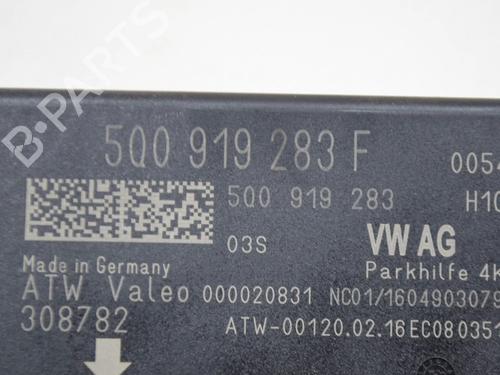 5Q0 919 283 F 0054
5Q0 919 283 H10
03S VW AG
Made in Germany Parkhilfe 4K
ATW Valeo 000020831 NC01/160490307
308782 ATW-00120.02.16EC080351
B-PARTS